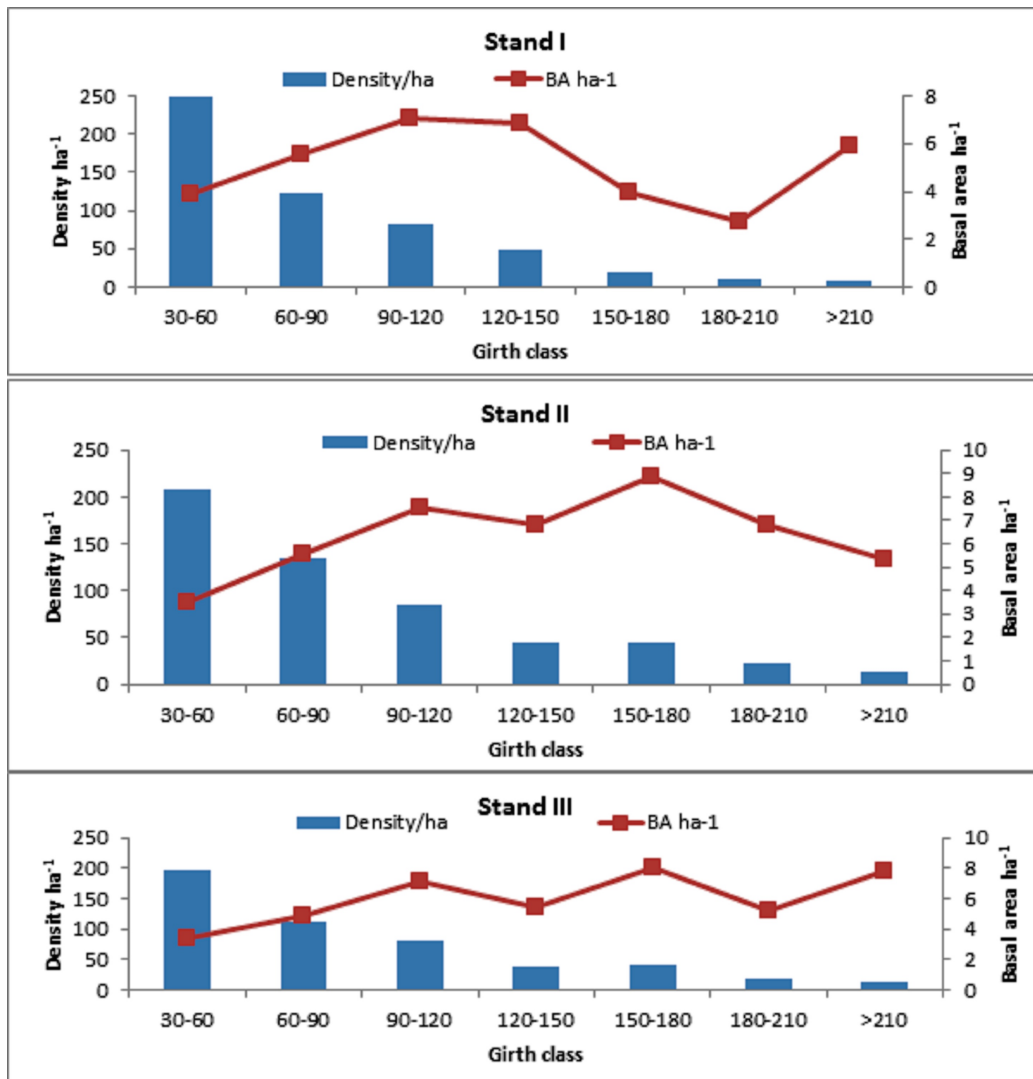 Stand I
Density/ha BA ha-1
250 8
200
150 6
100 4
50 2
0 0
Density ha⁻¹
Basal area ha⁻¹
30-60 60-90 90-120 120-150 150-180 180-210 >210
Girth class
Stand II
Density/ha BA ha-1
250 10
9
200 8
7
150 6
5
100 4
3
50 2
1
0 0
Density ha⁻¹
Basal area ha⁻¹
30-60 60-90 90-120 120-150 150-180 180-210 >210
Girth class
Stand III
Density/ha BA ha-1
250 10
200 8
150 6
100 4
50 2
0 0
Density ha⁻¹
Basal area ha⁻¹
30-60 60-90 90-120 120-150 150-180 180-210 >210
Girth class